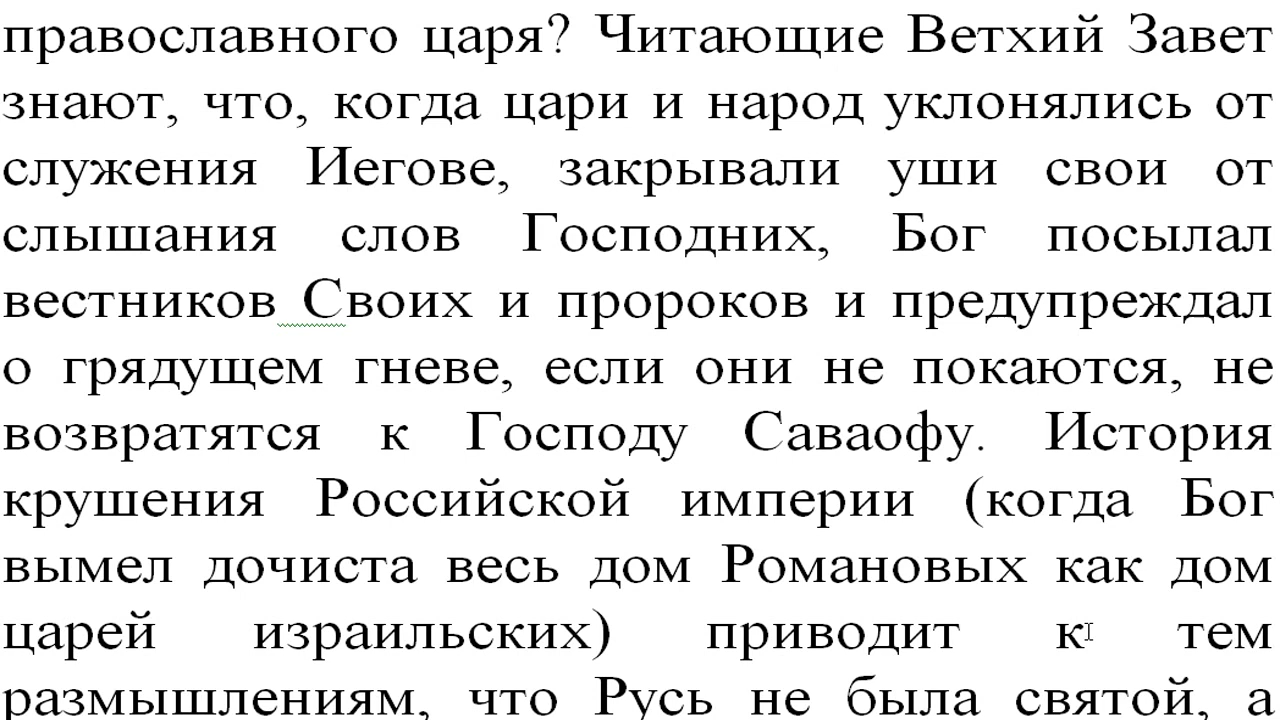 православного царя? Читающие Ветхий Завет
знают, что, когда цари и народ уклонялись от
служения Иегове, закрывали уши свои от
слышания слов Господних, Бог посылал
вестников Своих и пророков и предупреждал
о грядущем гневе, если они не покаются, не
возвратятся к Господу Саваофу. История
крушения Российской империи (когда Бог
вымел дочиста весь дом Романовых как дом
царей израильских) приводит к тем
размышлениям, что Русь не была святой, а